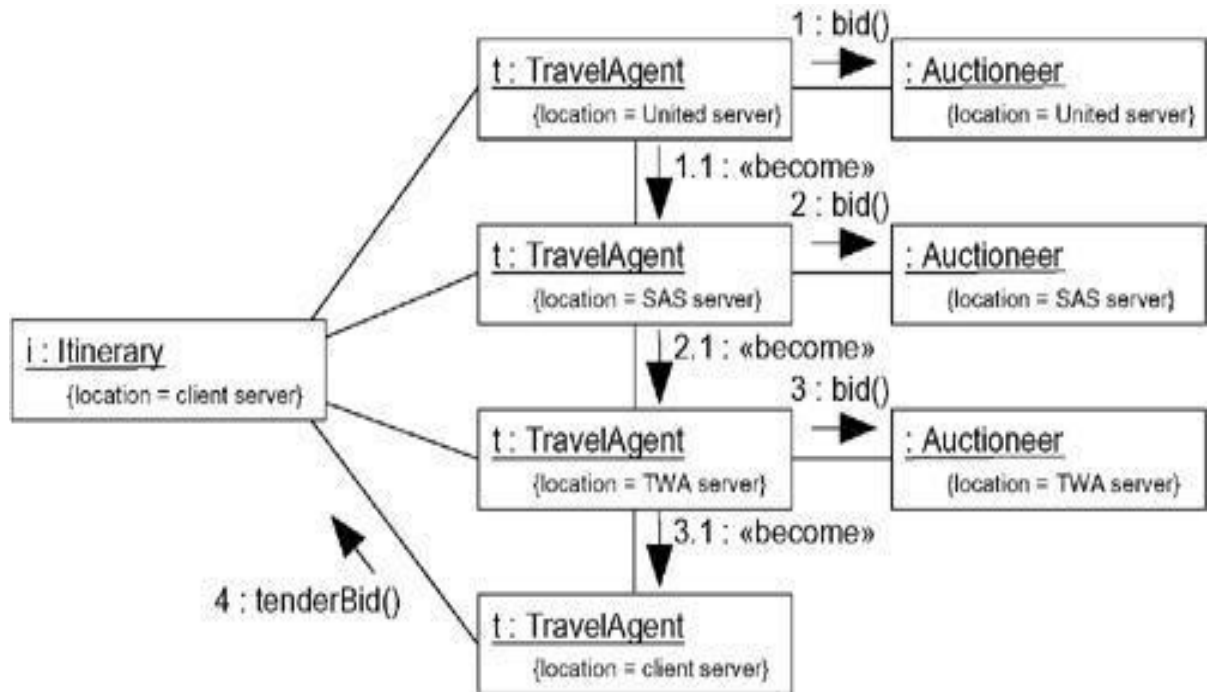 1 : bid()
t : TravelAgent
{location = United server}
: Auctioneer
{location = United server}
1.1 : «become»
2 : bid()
t : TravelAgent
{location = SAS server}
: Auctioneer
{location = SAS server}
i : Itinerary
{location = client server}
2.1 : «become»
3 : bid()
t : TravelAgent
{location = TWA server}
: Auctioneer
{location = TWA server}
3.1 : «become»
4 : tenderBid()
t : TravelAgent
{location = client server}